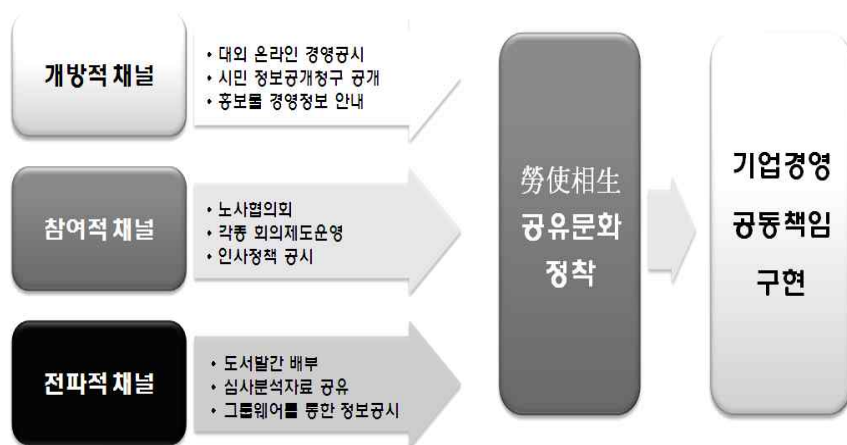 개방적 채널
• 대외 온라인 경영공시
• 시민 정보공개청구 공개
• 홍보물 경영정보 안내
참여적 채널
• 노사협의회
• 각종 회의제도운영
• 인사정책 공시
전파적 채널
• 도서발간 배부
• 심사분석자료 공유
• 그룹웨어를 통한 정보공시
勞使相生
공유문화
정착
기업경영
공동책임
구현